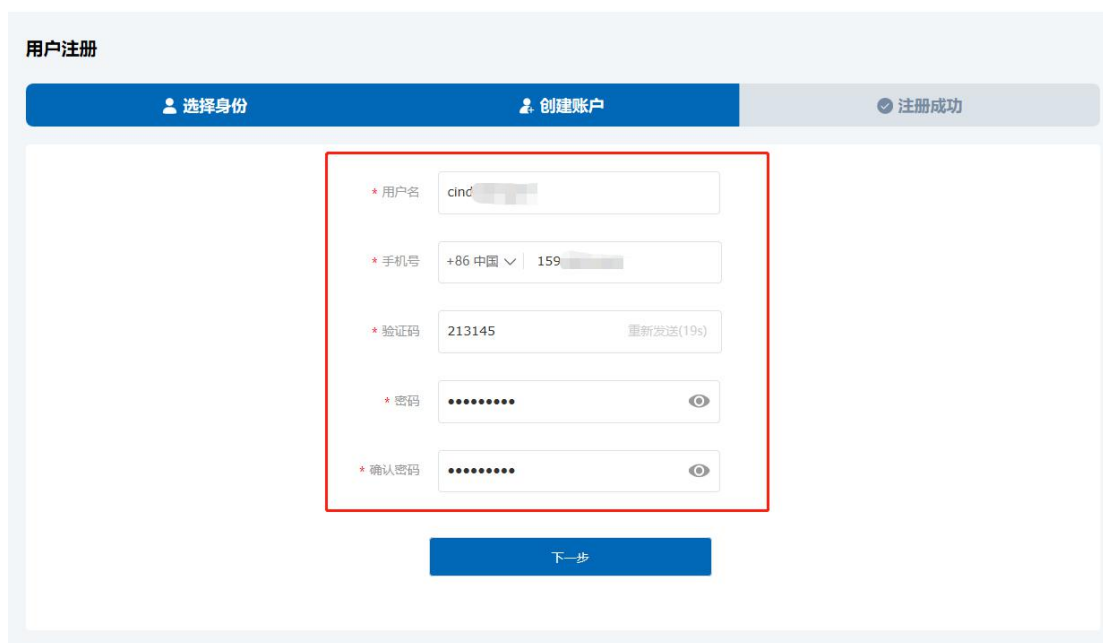 用户注册
选择身份 创建账户 注册成功
* 用户名 cind
* 手机号 +86 中国 159
* 验证码 213145 重新发送(19s)
* 密码 •••••••••
* 确认密码 •••••••••
下一步